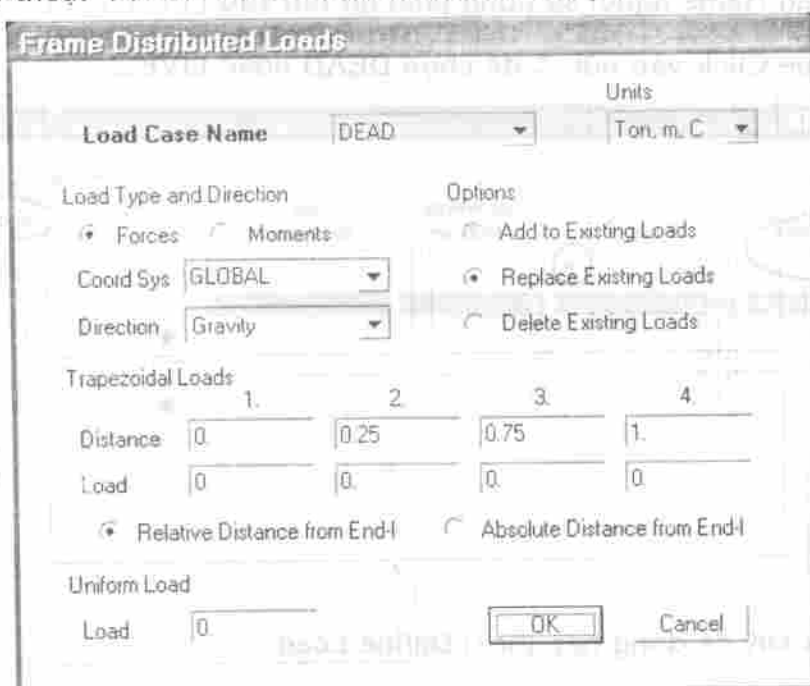 Frame Distributed Loads
Units
Load Case Name DEAD Ton, m, C
Load Type and Direction Options
Forces Moments Add to Existing Loads
Coord Sys GLOBAL Replace Existing Loads
Direction Gravity Delete Existing Loads
Trapezoidal Loads
1. 2. 3. 4.
Distance 0. 0.25 0.75 1.
Load 0. 0. 0. 0.
Relative Distance from End-I Absolute Distance from End-I
Uniform Load
Load 0. OK Cancel